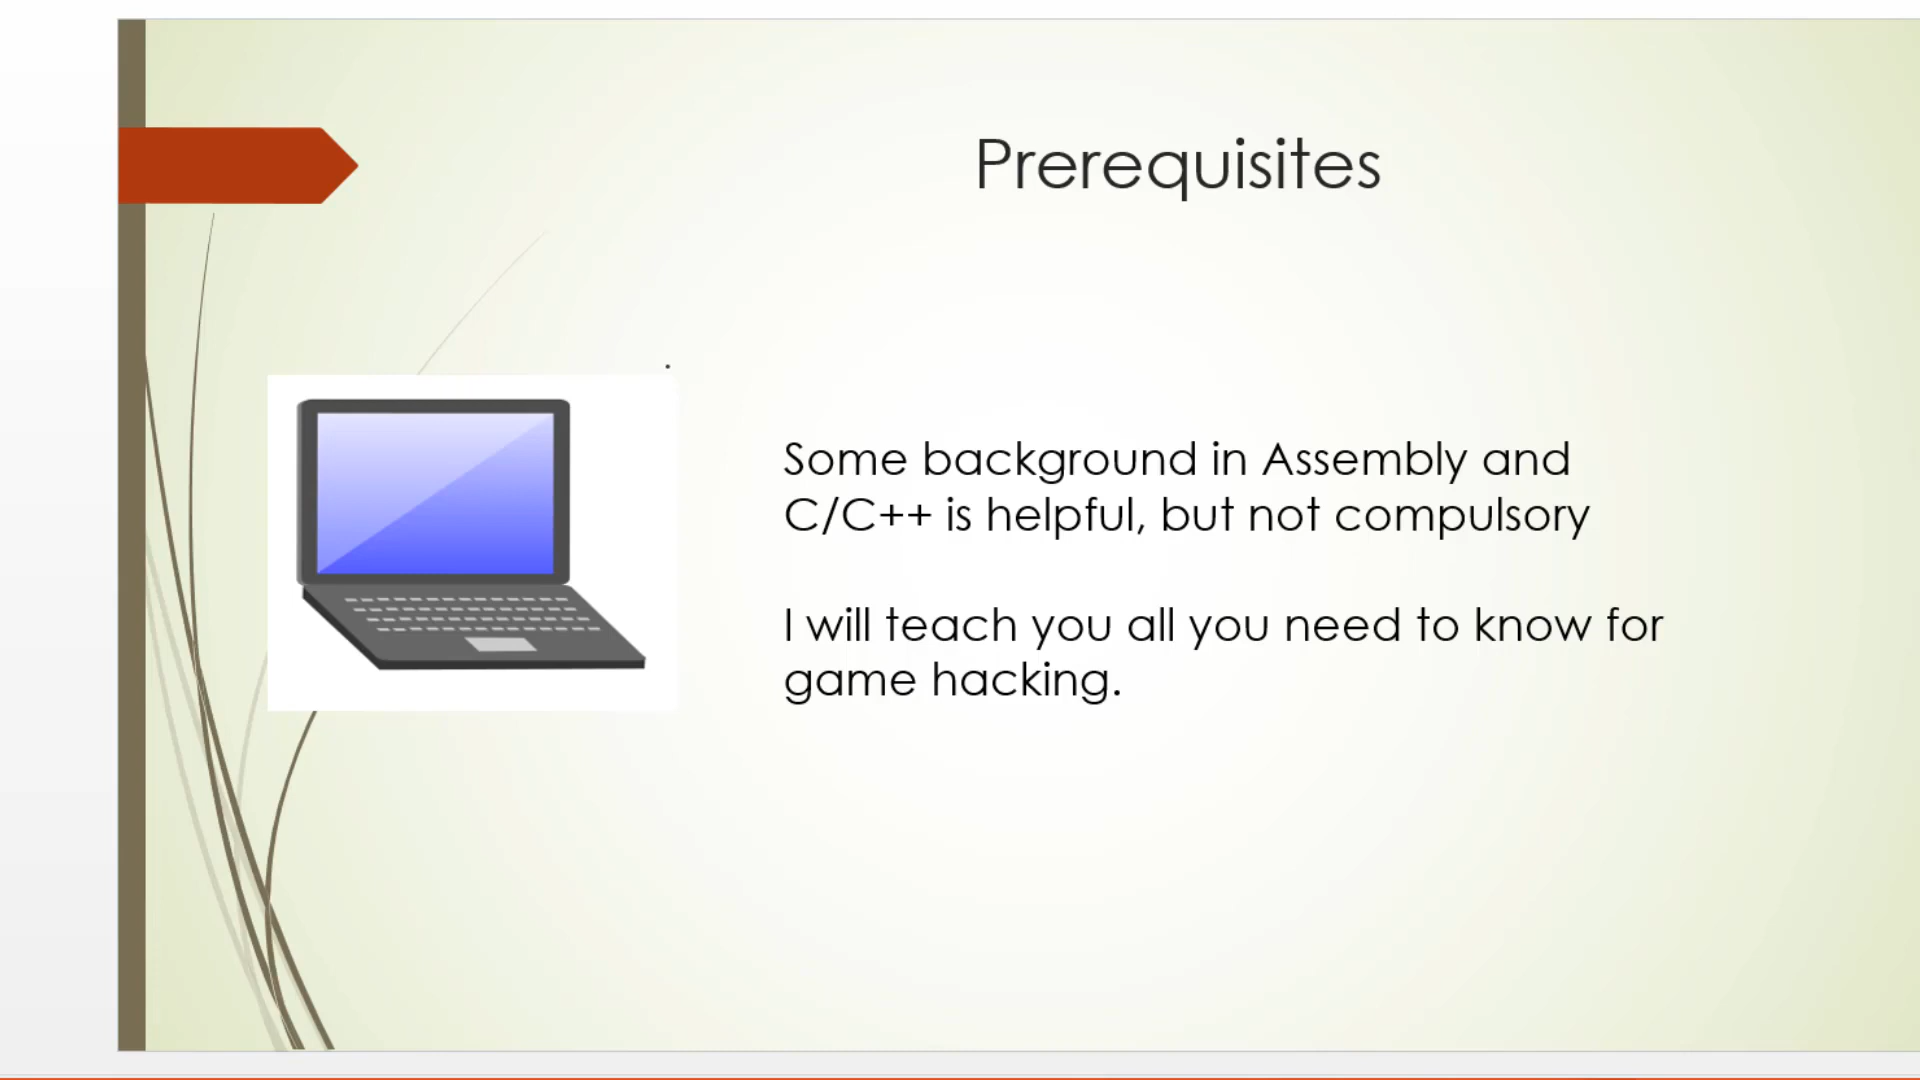 Prerequisites
Some background in Assembly and
C/C++ is helpful, but not compulsory
I will teach you all you need to know for
game hacking.